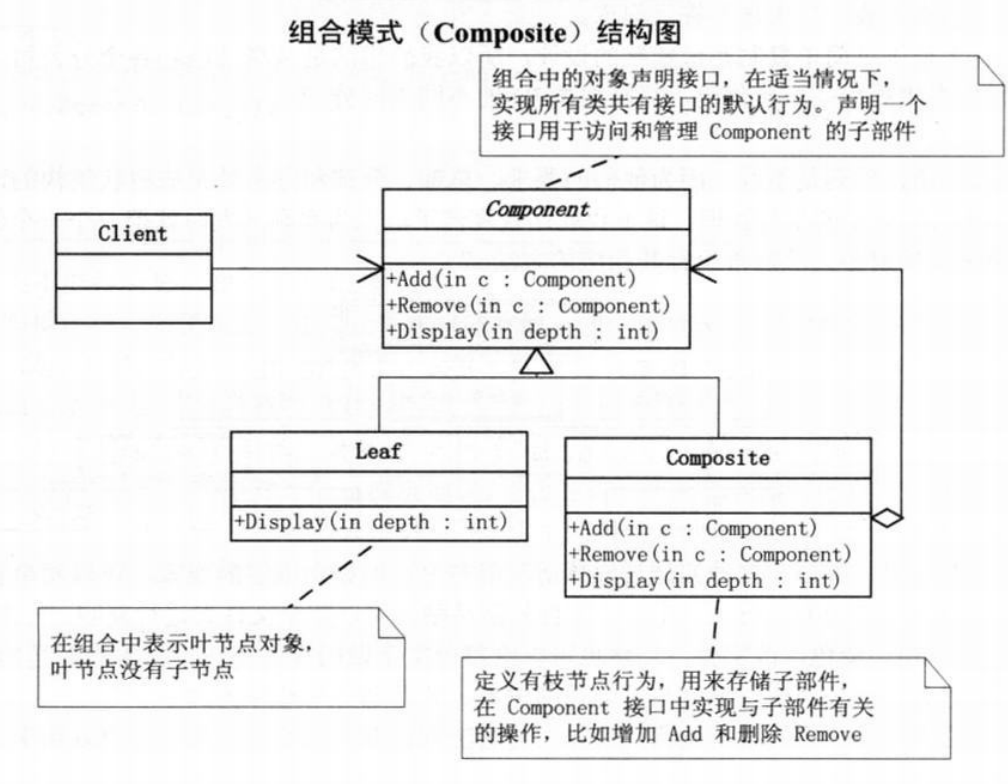 组合模式（Composite）结构图
组合中的对象声明接口，在适当情况下，
实现所有类共有接口的默认行为。声明一个
接口用于访问和管理 Component 的子部件
Component
+Add(in c : Component)
+Remove(in c : Component)
+Display(in depth : int)
Client
Leaf
+Display(in depth : int)
Composite
+Add(in c : Component)
+Remove(in c : Component)
+Display(in depth : int)
在组合中表示叶节点对象，
叶节点没有子节点
定义有枝节点行为，用来存储子部件，
在 Component 接口中实现与子部件有关
的操作，比如增加 Add 和删除 Remove